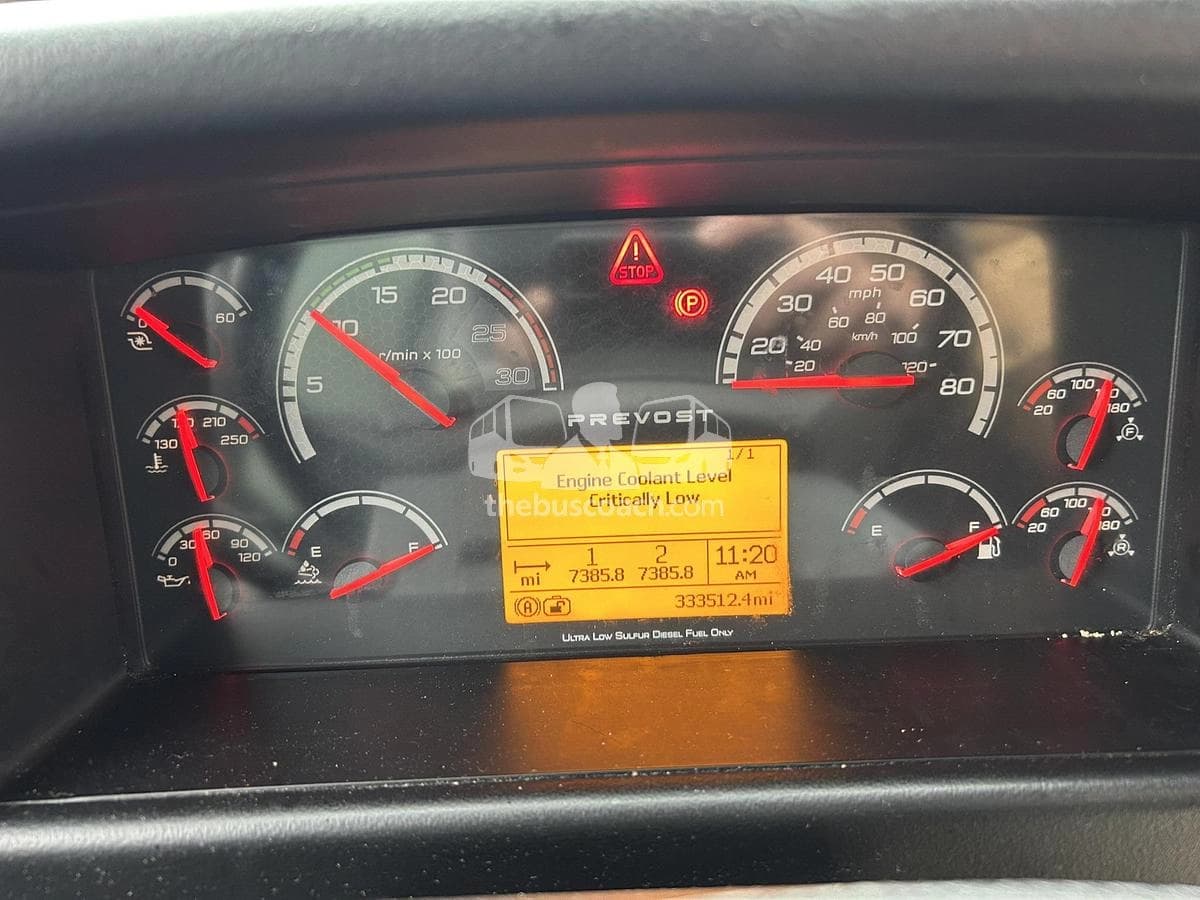 STOP
P
60
5
10
15
20
25
30
r/min x 100
20
30
40
50
60
70
80
mph
20
40
60
80
100
120
km/h
130
210
250
0
30
60
90
120
E
F
PREVOST
1/1
Engine Coolant Level
Critically Low
thebuscoach.com
mi
1
7385.8
2
7385.8
11:20
AM
A
333512.4mi
ULTRA LOW SULFUR DIESEL FUEL ONLY
E
F
20
60
100
180
F
20
60
100
180
R